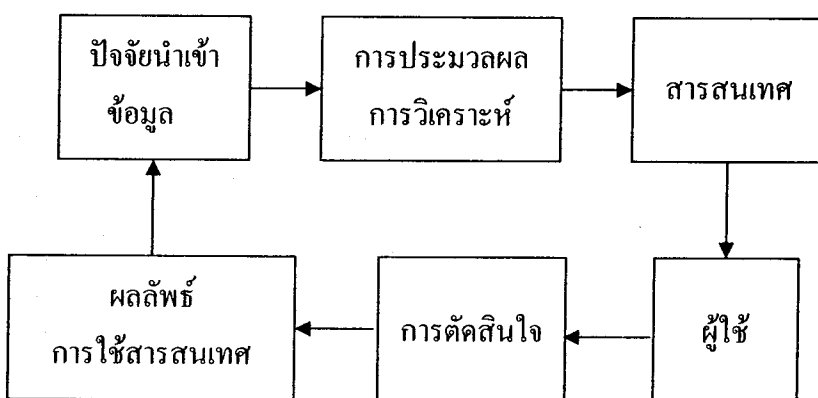 ปัจจัยนำเข้า
ข้อมูล
การประมวลผล
การวิเคราะห์
สารสนเทศ
ผู้ใช้
การตัดสินใจ
ผลลัพธ์
การใช้สารสนเทศ